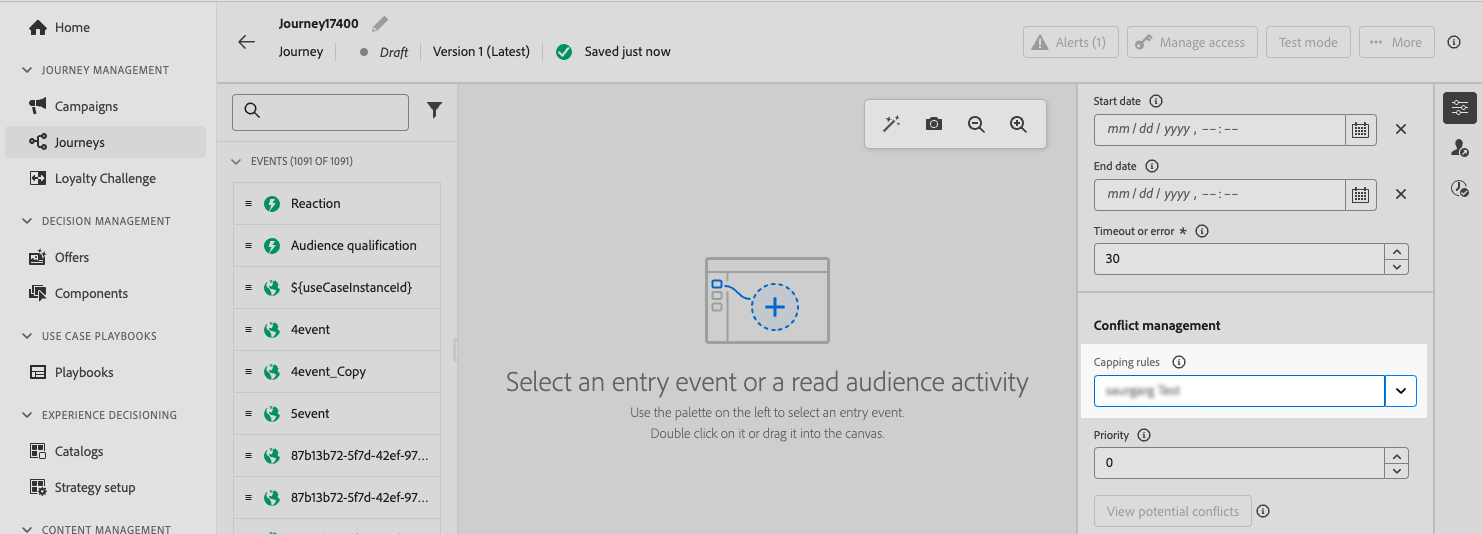 Home
JOURNEY MANAGEMENT
Campaigns
Journeys
Loyalty Challenge
DECISION MANAGEMENT
Offers
Components
USE CASE PLAYBOOKS
Playbooks
EXPERIENCE DECISIONING
Catalogs
Strategy setup
CONTENT MANAGEMENT
Journey17400
Journey
Draft
Version 1 (Latest)
Saved just now
Alerts (1)
Manage access
Test mode
More
EVENTS (1091 OF 1091)
Reaction
Audience qualification
${useCaseInstanceId}
4event
4event_Copy
5event
87b13b72-5f7d-42ef-97...
87b13b72-5f7d-42ef-97...
Select an entry event or a read audience activity
Use the palette on the left to select an entry event.
Double click on it or drag it into the canvas.
Start date
mm / dd / yyyy , --:--
End date
mm / dd / yyyy , --:--
Timeout or error *
30
Conflict management
Capping rules
Test
Priority
0
View potential conflicts